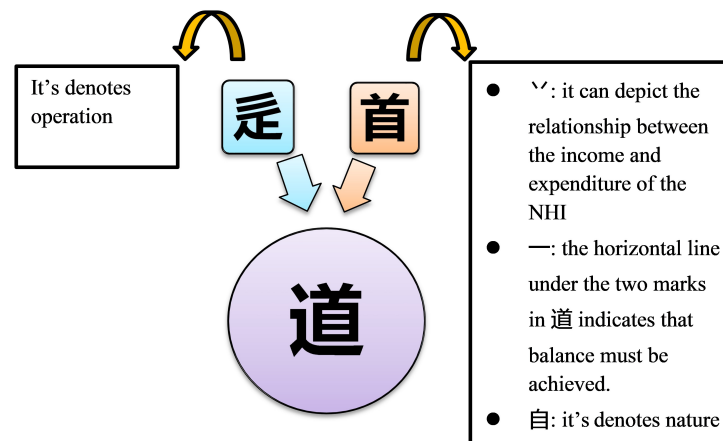 It’s denotes
operation
辵
首
道
● 丷: it can depict the
relationship between
the income and
expenditure of the
NHI
● 一: the horizontal line
under the two marks
in 道 indicates that
balance must be
achieved.
● 自: it’s denotes nature